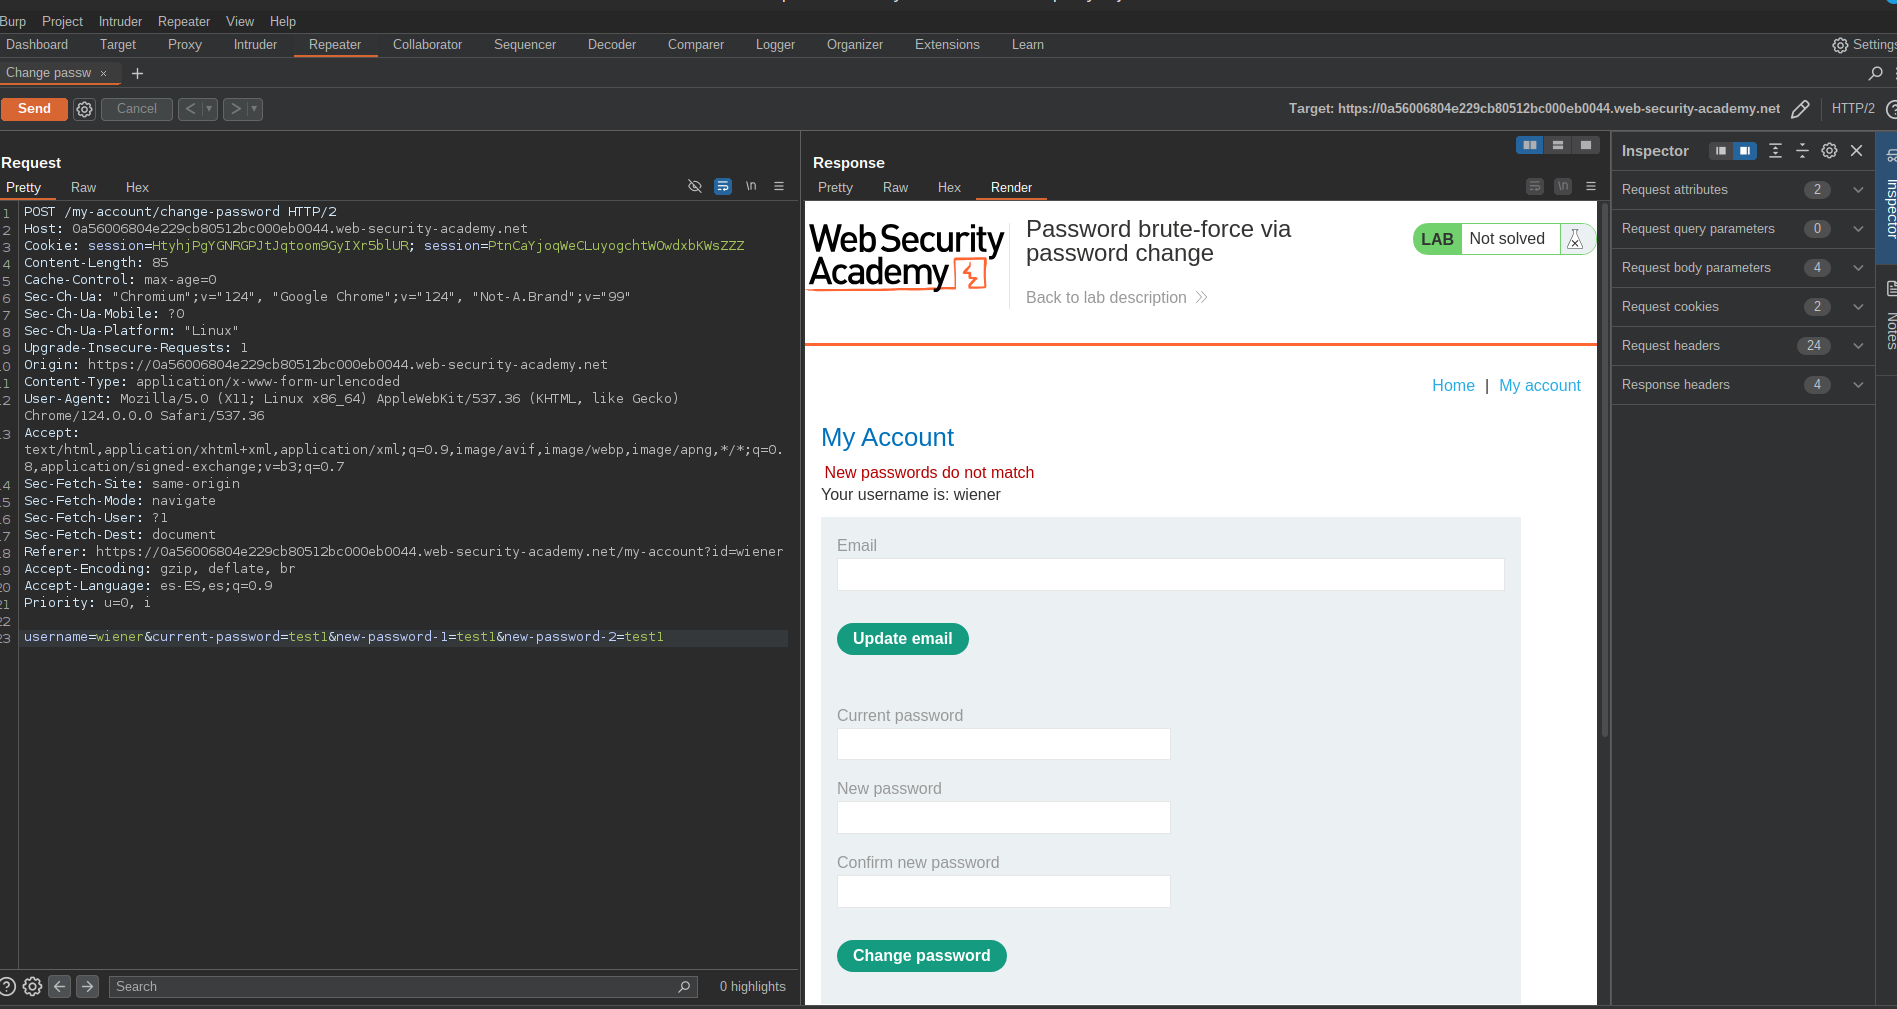 Burp Project Intruder Repeater View Help
Dashboard Target Proxy Intruder Repeater Collaborator Sequencer Decoder Comparer Logger Organizer Extensions Learn Settings
Change passw × +
Send Cancel < > Target: https://0a56006804e229cb80512bc000eb0044.web-security-academy.net HTTP/2
Request
Pretty Raw Hex \n
1 POST /my-account/change-password HTTP/2
2 Host: 0a56006804e229cb80512bc000eb0044.web-security-academy.net
3 Cookie: session=HtyhjPgYGNRGPJtJqtoom9GyIXr5blUR; session=PtnCaYjoqWeCLuyogchtWOwdxbKWsZZZ
4 Content-Length: 85
5 Cache-Control: max-age=0
6 Sec-Ch-Ua: "Chromium";v="124", "Google Chrome";v="124", "Not-A.Brand";v="99"
7 Sec-Ch-Ua-Mobile: ?0
8 Sec-Ch-Ua-Platform: "Linux"
9 Upgrade-Insecure-Requests: 1
10 Origin: https://0a56006804e229cb80512bc000eb0044.web-security-academy.net
11 Content-Type: application/x-www-form-urlencoded
12 User-Agent: Mozilla/5.0 (X11; Linux x86_64) AppleWebKit/537.36 (KHTML, like Gecko)
Chrome/124.0.0.0 Safari/537.36
13 Accept:
text/html,application/xhtml+xml,application/xml;q=0.9,image/avif,image/webp,image/apng,*/*;q=0.
8,application/signed-exchange;v=b3;q=0.7
14 Sec-Fetch-Site: same-origin
15 Sec-Fetch-Mode: navigate
16 Sec-Fetch-User: ?1
17 Sec-Fetch-Dest: document
18 Referer: https://0a56006804e229cb80512bc000eb0044.web-security-academy.net/my-account?id=wiener
19 Accept-Encoding: gzip, deflate, br
20 Accept-Language: es-ES,es;q=0.9
21 Priority: u=0, i
22
23 username=wiener&current-password=test1&new-password-1=test1&new-password-2=test1
Search 0 highlights
Response
Pretty Raw Hex Render \n
Web Security
Academy
Password brute-force via
password change
Back to lab description
LAB Not solved
Home | My account
My Account
New passwords do not match
Your username is: wiener
Email
Update email
Current password
New password
Confirm new password
Change password
Inspector
Request attributes 2
Request query parameters 0
Request body parameters 4
Request cookies 2
Request headers 24
Response headers 4
Inspector
Notes